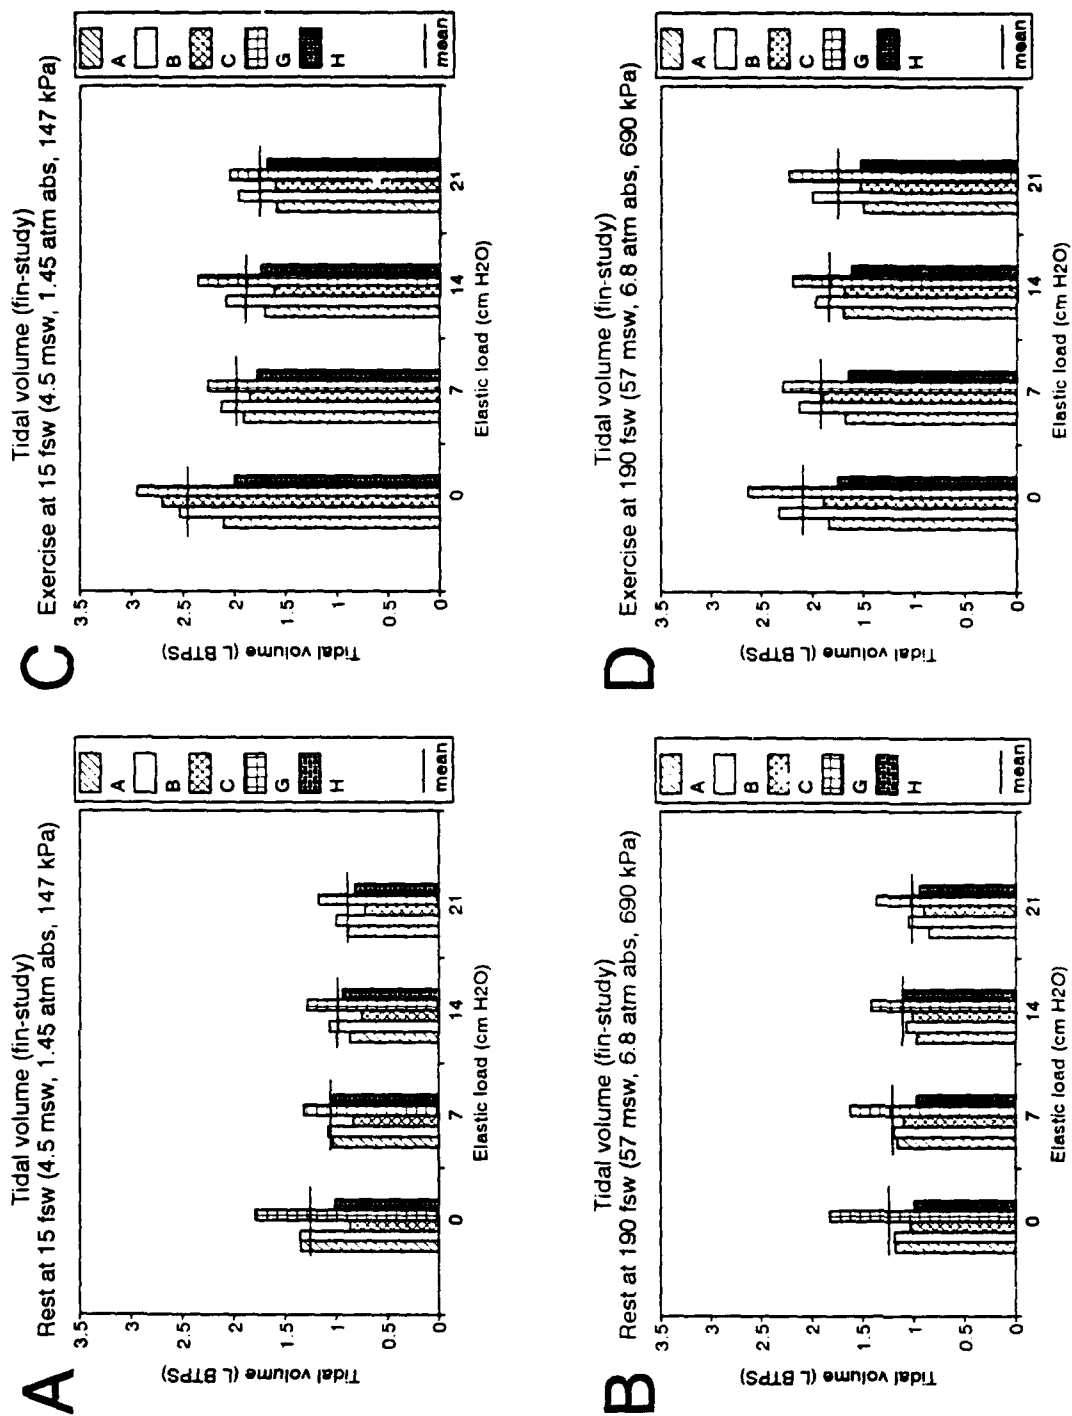 A
Tidal volume (fin-study)
Rest at 15 fsw (4.5 msw, 1.45 atm abs, 147 kPa)
Tidal volume (L BTPS)
3.5
3
2.5
2
1.5
1
0.5
0
0
7
14
21
Elastic load (cm H2O)
A
B
C
G
H
mean
B
Tidal volume (fin-study)
Rest at 190 fsw (57 msw, 6.8 atm abs, 690 kPa)
Tidal volume (L BTPS)
3.5
3
2.5
2
1.5
1
0.5
0
0
7
14
21
Elastic load (cm H2O)
A
B
C
G
H
mean
C
Tidal volume (fin-study)
Exercise at 15 fsw (4.5 msw, 1.45 atm abs, 147 kPa)
Tidal volume (L BTPS)
3.5
3
2.5
2
1.5
1
0.5
0
0
7
14
21
Elastic load (cm H2O)
A
B
C
G
H
mean
D
Tidal volume (fin-study)
Exercise at 190 fsw (57 msw, 6.8 atm abs, 690 kPa)
Tidal volume (L BTPS)
3.5
3
2.5
2
1.5
1
0.5
0
0
7
14
21
Elastic load (cm H2O)
A
B
C
G
H
mean